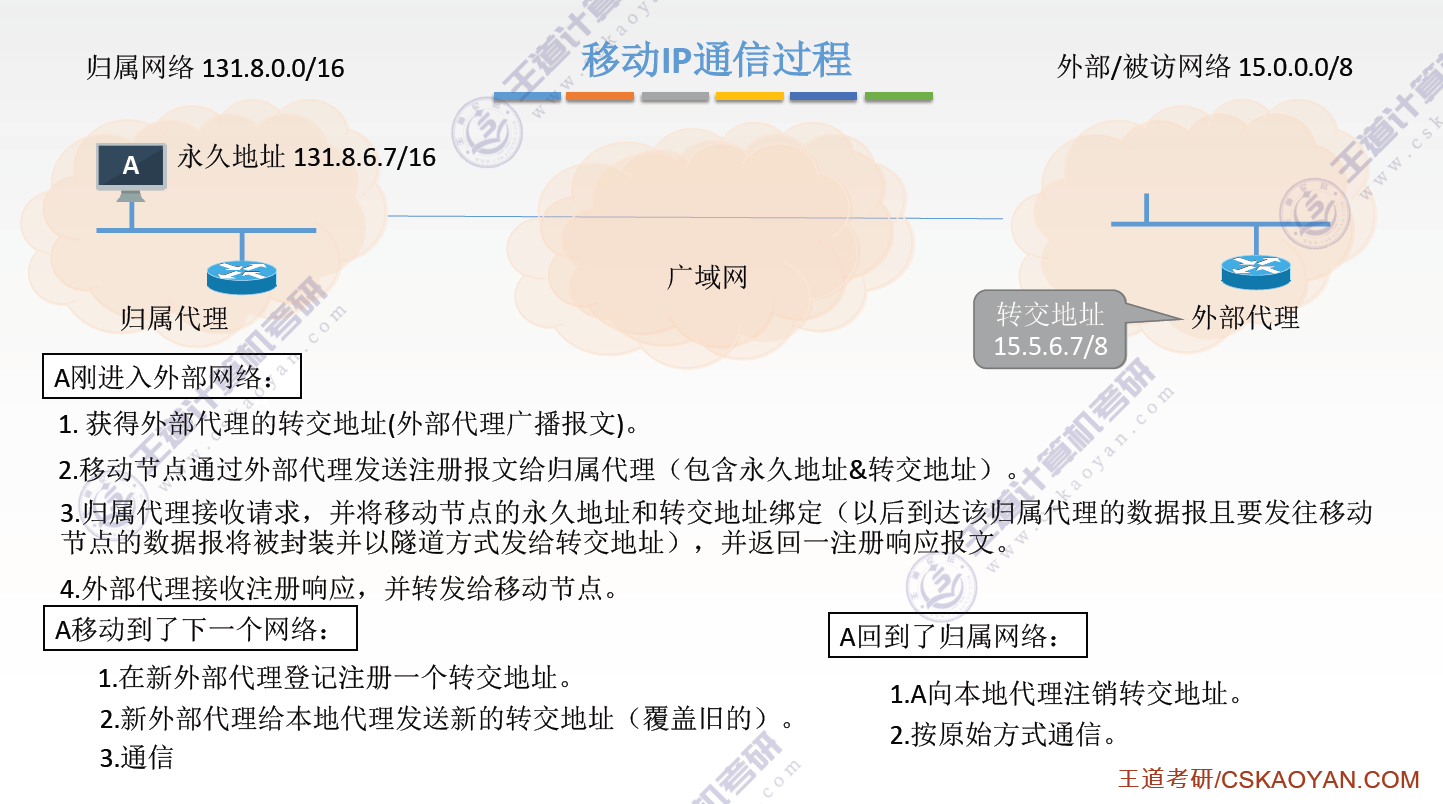 移动IP通信过程
归属网络 131.8.0.0/16
外部/被访网络 15.0.0.0/8
A
永久地址 131.8.6.7/16
广域网
归属代理
转交地址
15.5.6.7/8
外部代理
A刚进入外部网络：
1. 获得外部代理的转交地址(外部代理广播报文)。
2.移动节点通过外部代理发送注册报文给归属代理（包含永久地址&转交地址）。
3.归属代理接收请求，并将移动节点的永久地址和转交地址绑定（以后到达该归属代理的数据报且要发往移动
节点的数据报将被封装并以隧道方式发给转交地址），并返回一注册响应报文。
4.外部代理接收注册响应，并转发给移动节点。
A移动到了下一个网络：
1.在新外部代理登记注册一个转交地址。
2.新外部代理给本地代理发送新的转交地址（覆盖旧的）。
3.通信
A回到了归属网络：
1.A向本地代理注销转交地址。
2.按原始方式通信。
王道考研/CSKAOYAN.COM
王道计算机考研
www.cskaoyan.com